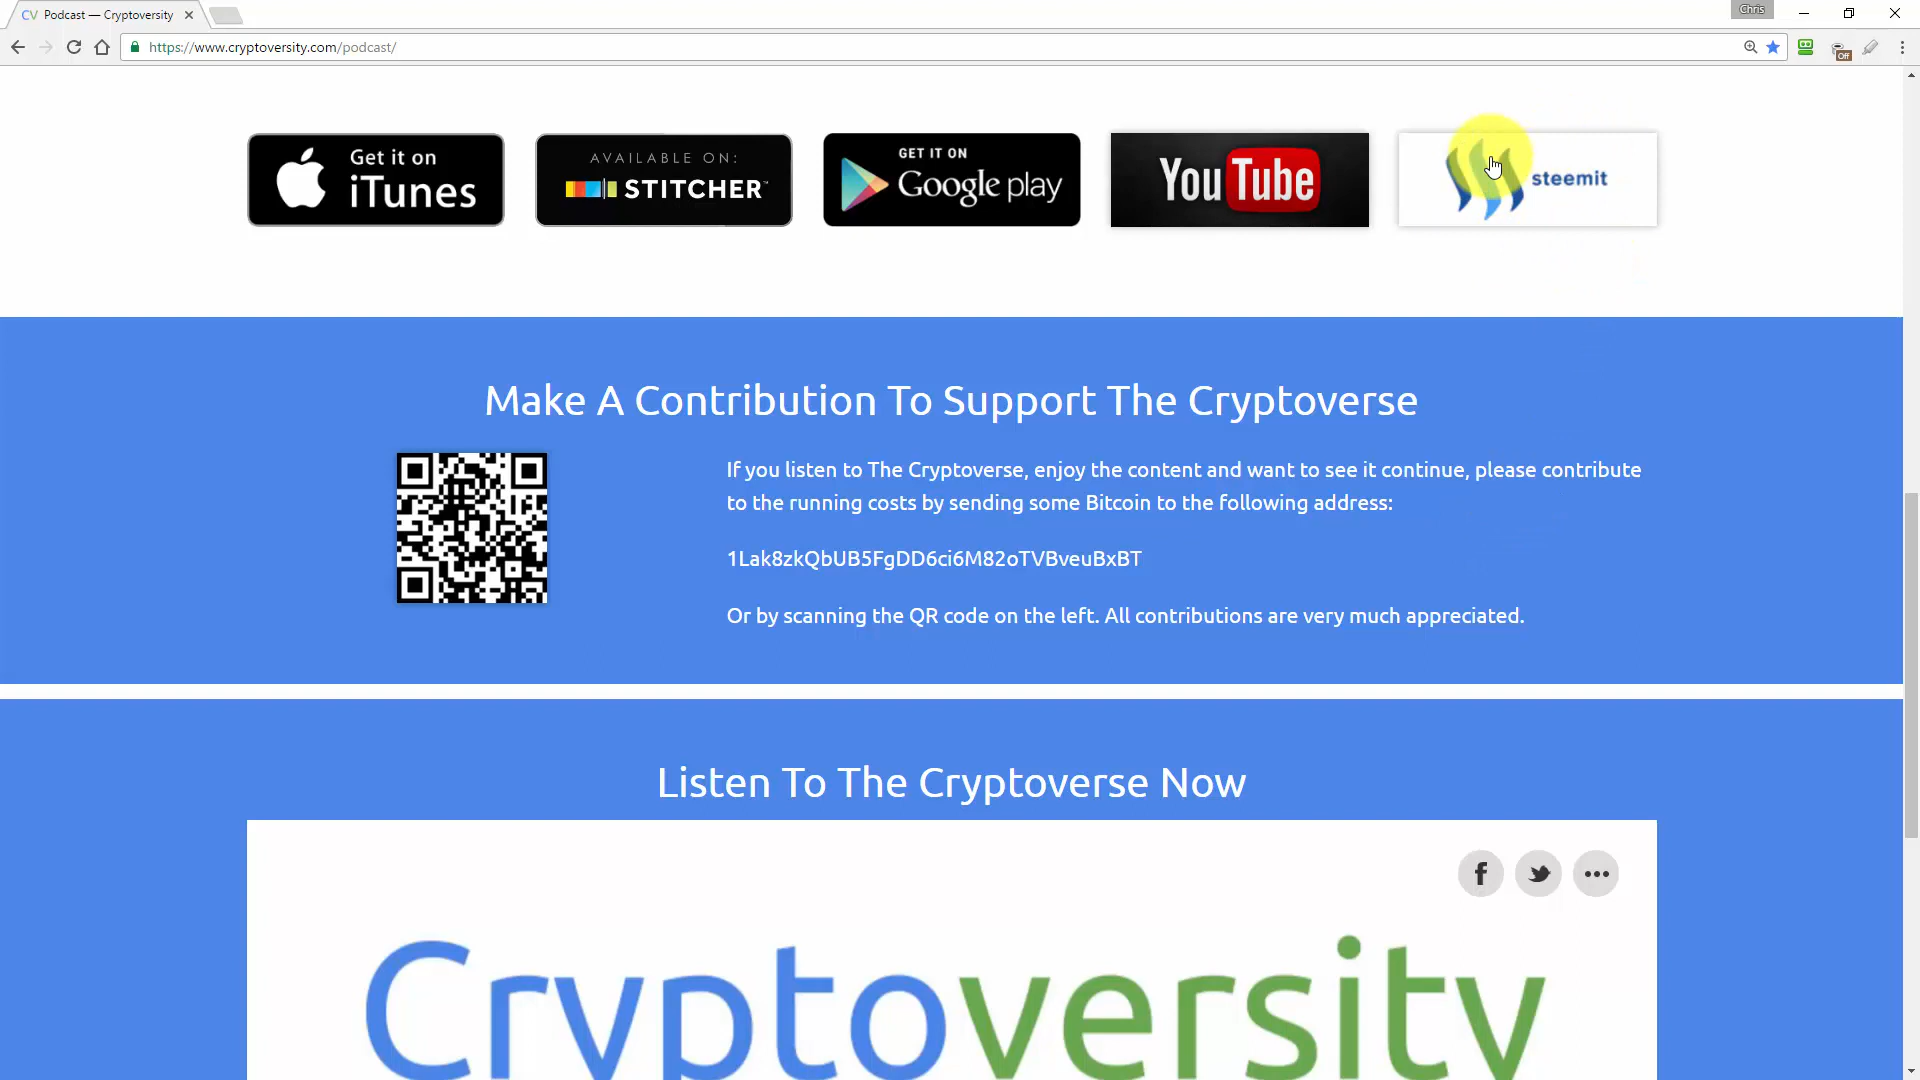 CV Podcast — Cryptoversity
Chris
https://www.cryptoversity.com/podcast/
Off
Get it on
iTunes
AVAILABLE ON:
STITCHER™
GET IT ON
Google play
YouTube
steemit
Make A Contribution To Support The Cryptoverse
If you listen to The Cryptoverse, enjoy the content and want to see it continue, please contribute
to the running costs by sending some Bitcoin to the following address:
1Lak8zkQbUB5FgDD6ci6M82oTVBveuBxBT
Or by scanning the QR code on the left. All contributions are very much appreciated.
Listen To The Cryptoverse Now
Cryptoversity